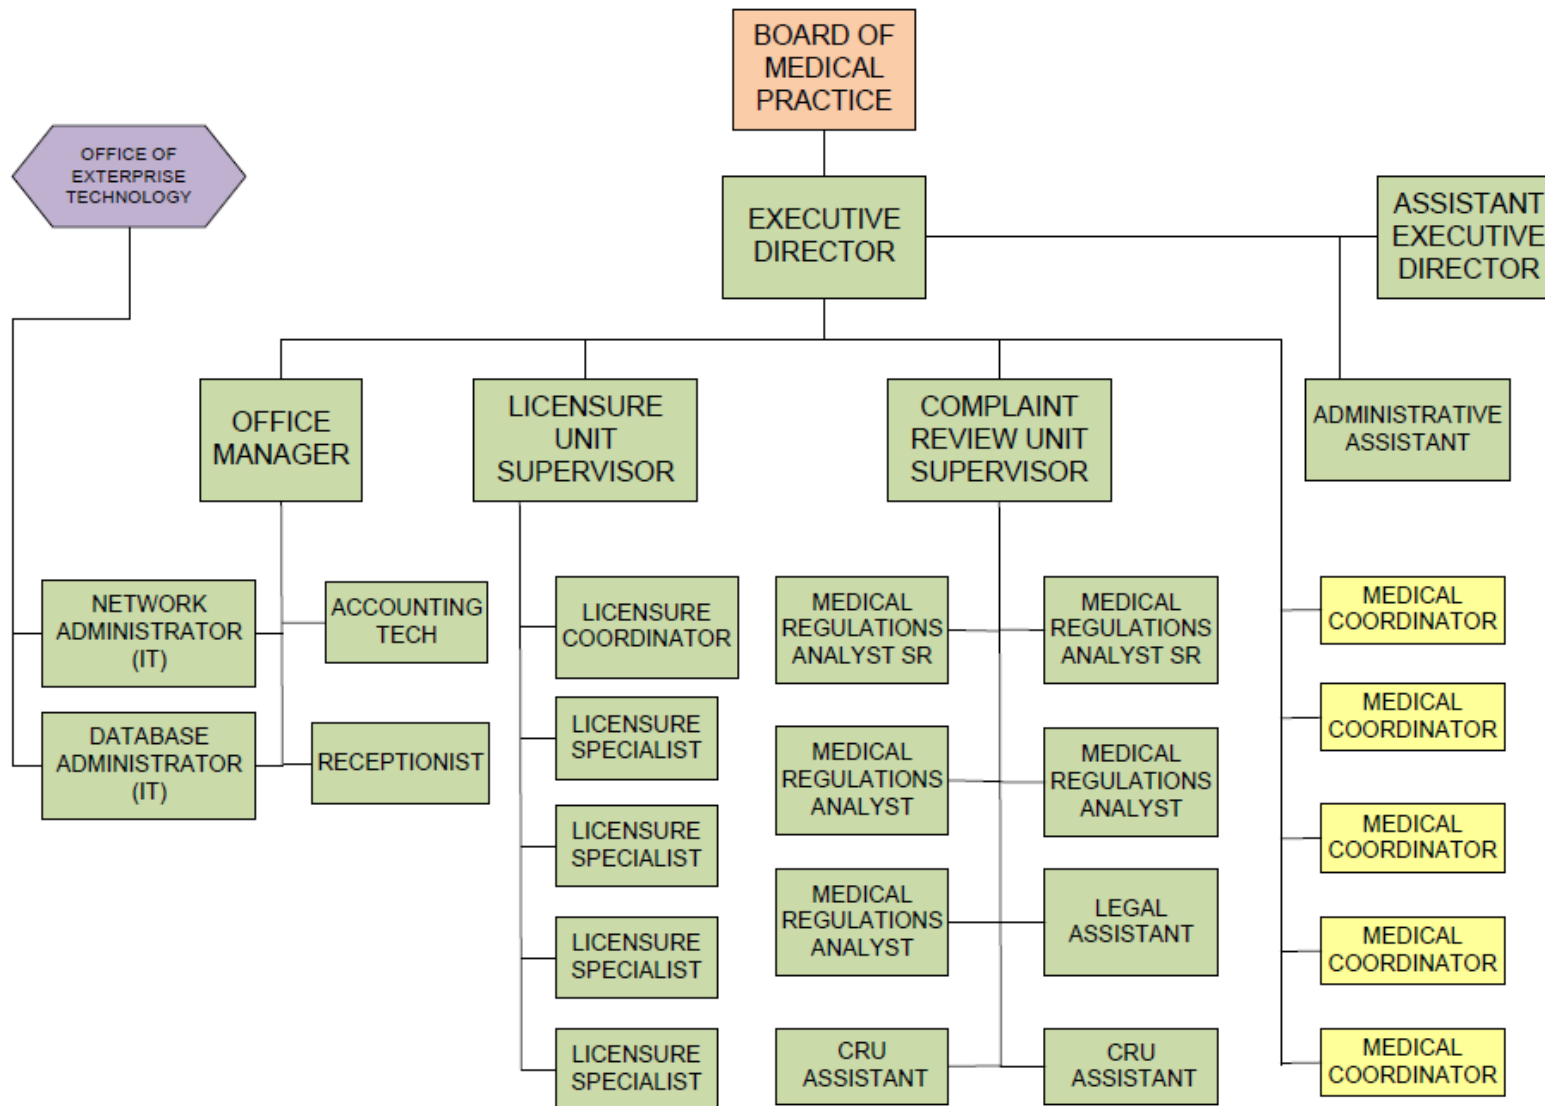 BOARD OF
MEDICAL
PRACTICE
OFFICE OF
EXTERPRISE
TECHNOLOGY
EXECUTIVE
DIRECTOR
ASSISTANT
EXECUTIVE
DIRECTOR
OFFICE
MANAGER
LICENSURE
UNIT
SUPERVISOR
COMPLAINT
REVIEW UNIT
SUPERVISOR
ADMINISTRATIVE
ASSISTANT
NETWORK
ADMINISTRATOR
(IT)
ACCOUNTING
TECH
DATABASE
ADMINISTRATOR
(IT)
RECEPTIONIST
LICENSURE
COORDINATOR
LICENSURE
SPECIALIST
LICENSURE
SPECIALIST
LICENSURE
SPECIALIST
LICENSURE
SPECIALIST
MEDICAL
REGULATIONS
ANALYST SR
MEDICAL
REGULATIONS
ANALYST SR
MEDICAL
REGULATIONS
ANALYST
MEDICAL
REGULATIONS
ANALYST
MEDICAL
REGULATIONS
ANALYST
LEGAL
ASSISTANT
CRU
ASSISTANT
CRU
ASSISTANT
MEDICAL
COORDINATOR
MEDICAL
COORDINATOR
MEDICAL
COORDINATOR
MEDICAL
COORDINATOR
MEDICAL
COORDINATOR